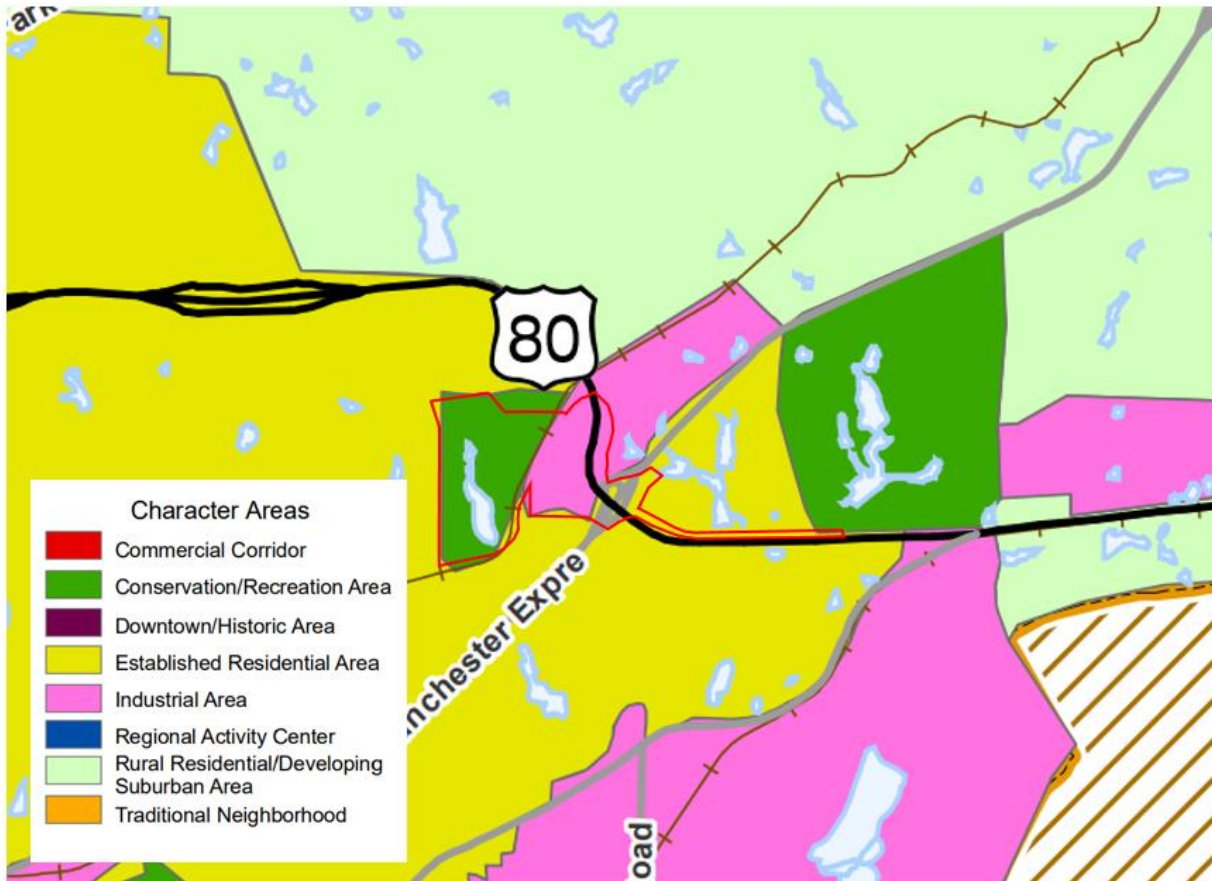 Park
80
nchester Expre
oad
Character Areas
Commercial Corridor
Conservation/Recreation Area
Downtown/Historic Area
Established Residential Area
Industrial Area
Regional Activity Center
Rural Residential/Developing
Suburban Area
Traditional Neighborhood